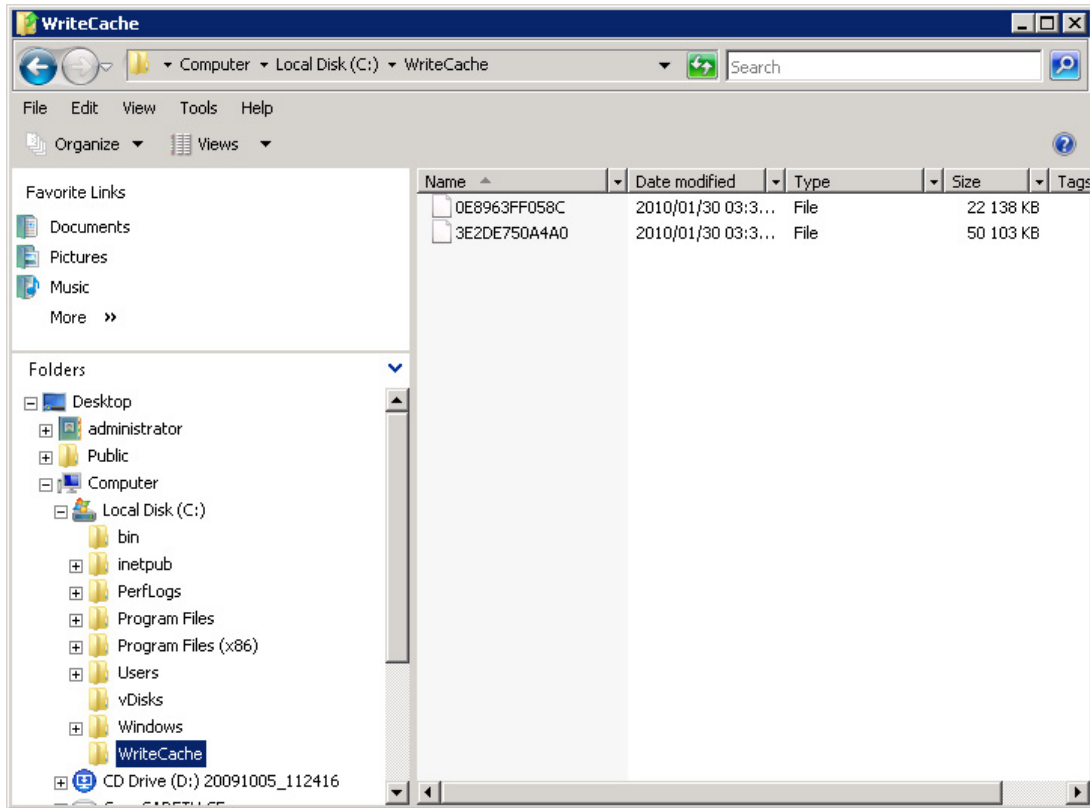 WriteCache
Computer Local Disk (C:) WriteCache
Search
File Edit View Tools Help
Organize Views
Favorite Links
Documents
Pictures
Music
More »
Name Date modified Type Size Tags
0E8963FF058C 2010/01/30 03:3... File 22 138 KB
3E2DE750A4A0 2010/01/30 03:3... File 50 103 KB
Folders
Desktop
administrator
Public
Computer
Local Disk (C:)
bin
inetpub
PerfLogs
Program Files
Program Files (x86)
Users
vDisks
Windows
WriteCache
CD Drive (D:) 20091005_112416